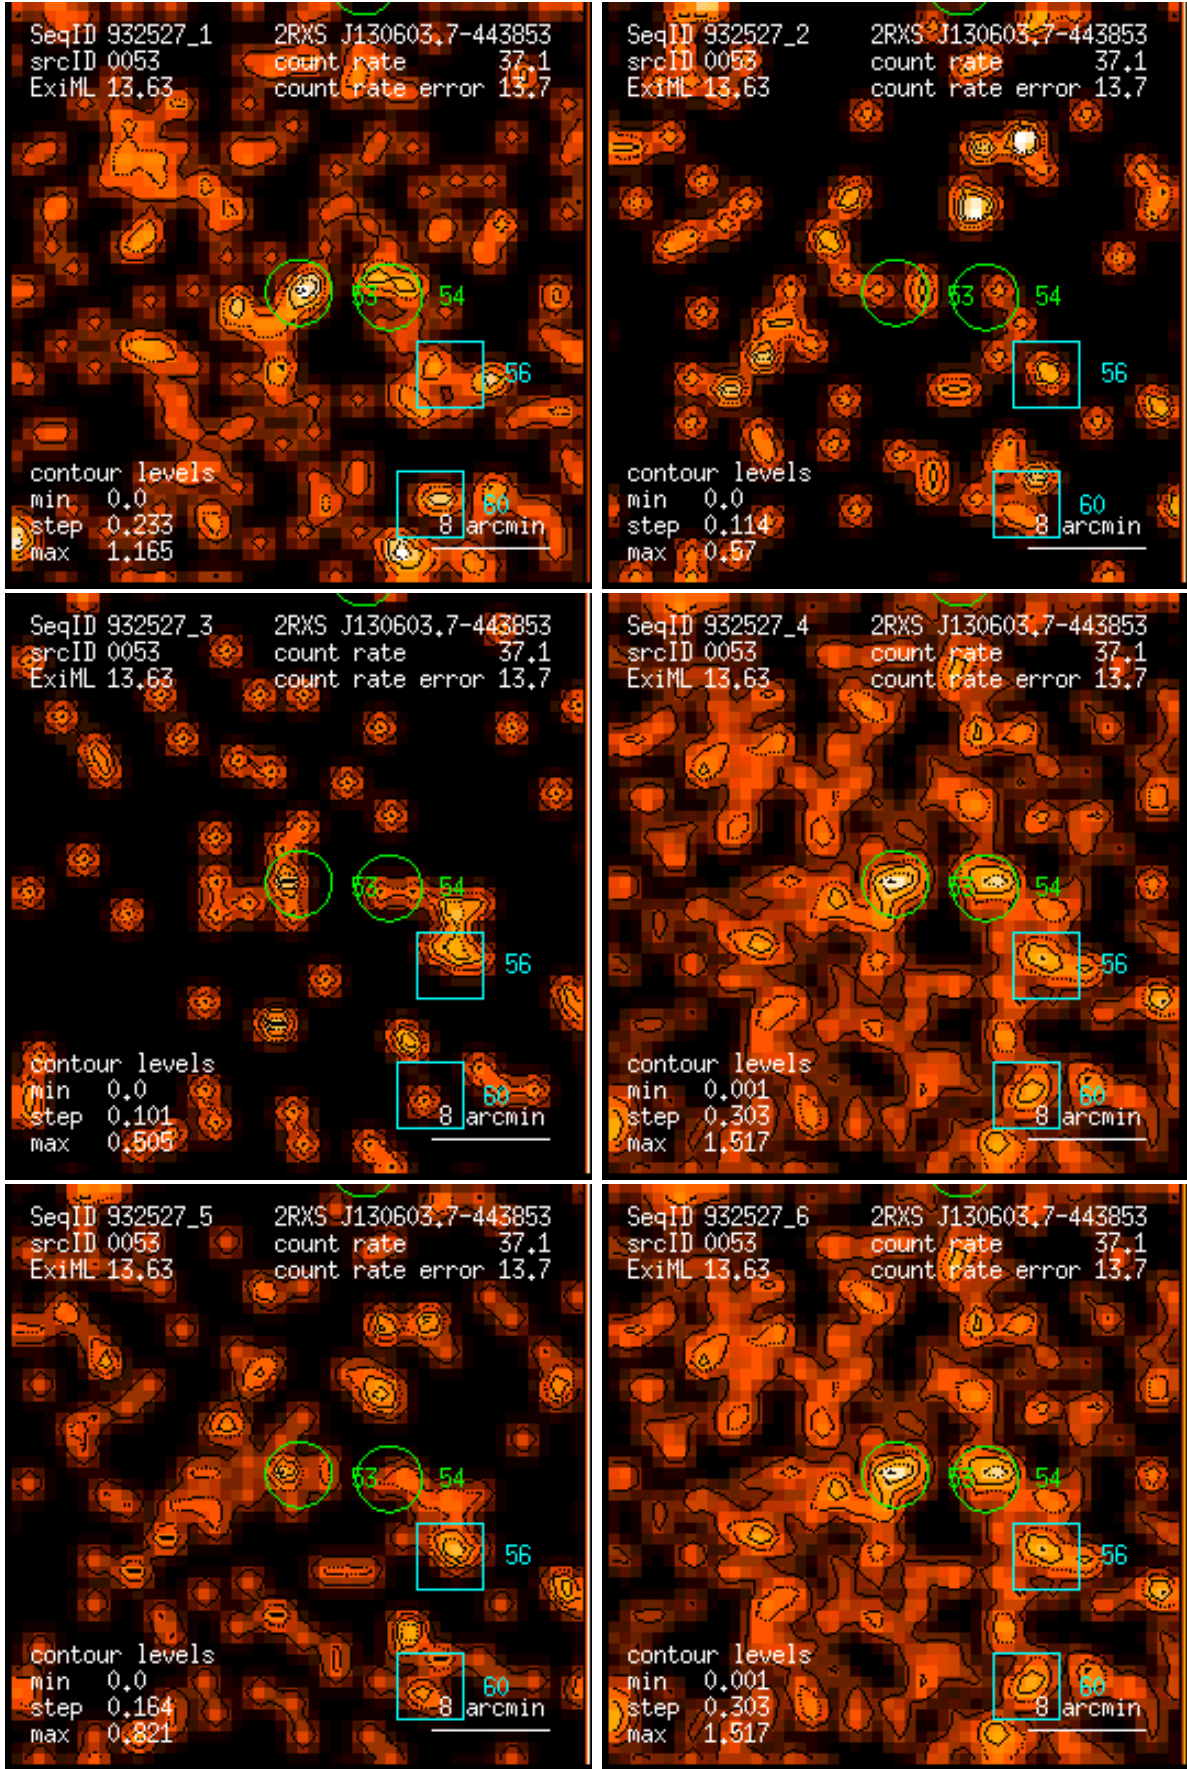 SeqID 932527_1 2RXS J130603.7-443853
srcID 0053 count rate 37.1
ExiML 13.63 count rate error 13.7
53 54
56
contour levels
min 0.0
60
step 0.233 8 arcmin
max 1.165
SeqID 932527_2 2RXS J130603.7-443853
srcID 0053 count rate 37.1
ExiML 13.63 count rate error 13.7
53 54
56
contour levels
min 0.0
60
step 0.114 8 arcmin
max 0.57
SeqID 932527_3 2RXS J130603.7-443853
srcID 0053 count rate 37.1
ExiML 13.63 count rate error 13.7
53 54
56
contour levels
min 0.0
60
step 0.101 8 arcmin
max 0.505
SeqID 932527_4 2RXS J130603.7-443853
srcID 0053 count rate 37.1
ExiML 13.63 count rate error 13.7
53 54
56
contour levels
min 0.001
60
step 0.303 8 arcmin
max 1.517
SeqID 932527_5 2RXS J130603.7-443853
srcID 0053 count rate 37.1
ExiML 13.63 count rate error 13.7
53 54
56
contour levels
min 0.0
60
step 0.164 8 arcmin
max 0.821
SeqID 932527_6 2RXS J130603.7-443853
srcID 0053 count rate 37.1
ExiML 13.63 count rate error 13.7
53 54
56
contour levels
min 0.001
60
step 0.303 8 arcmin
max 1.517